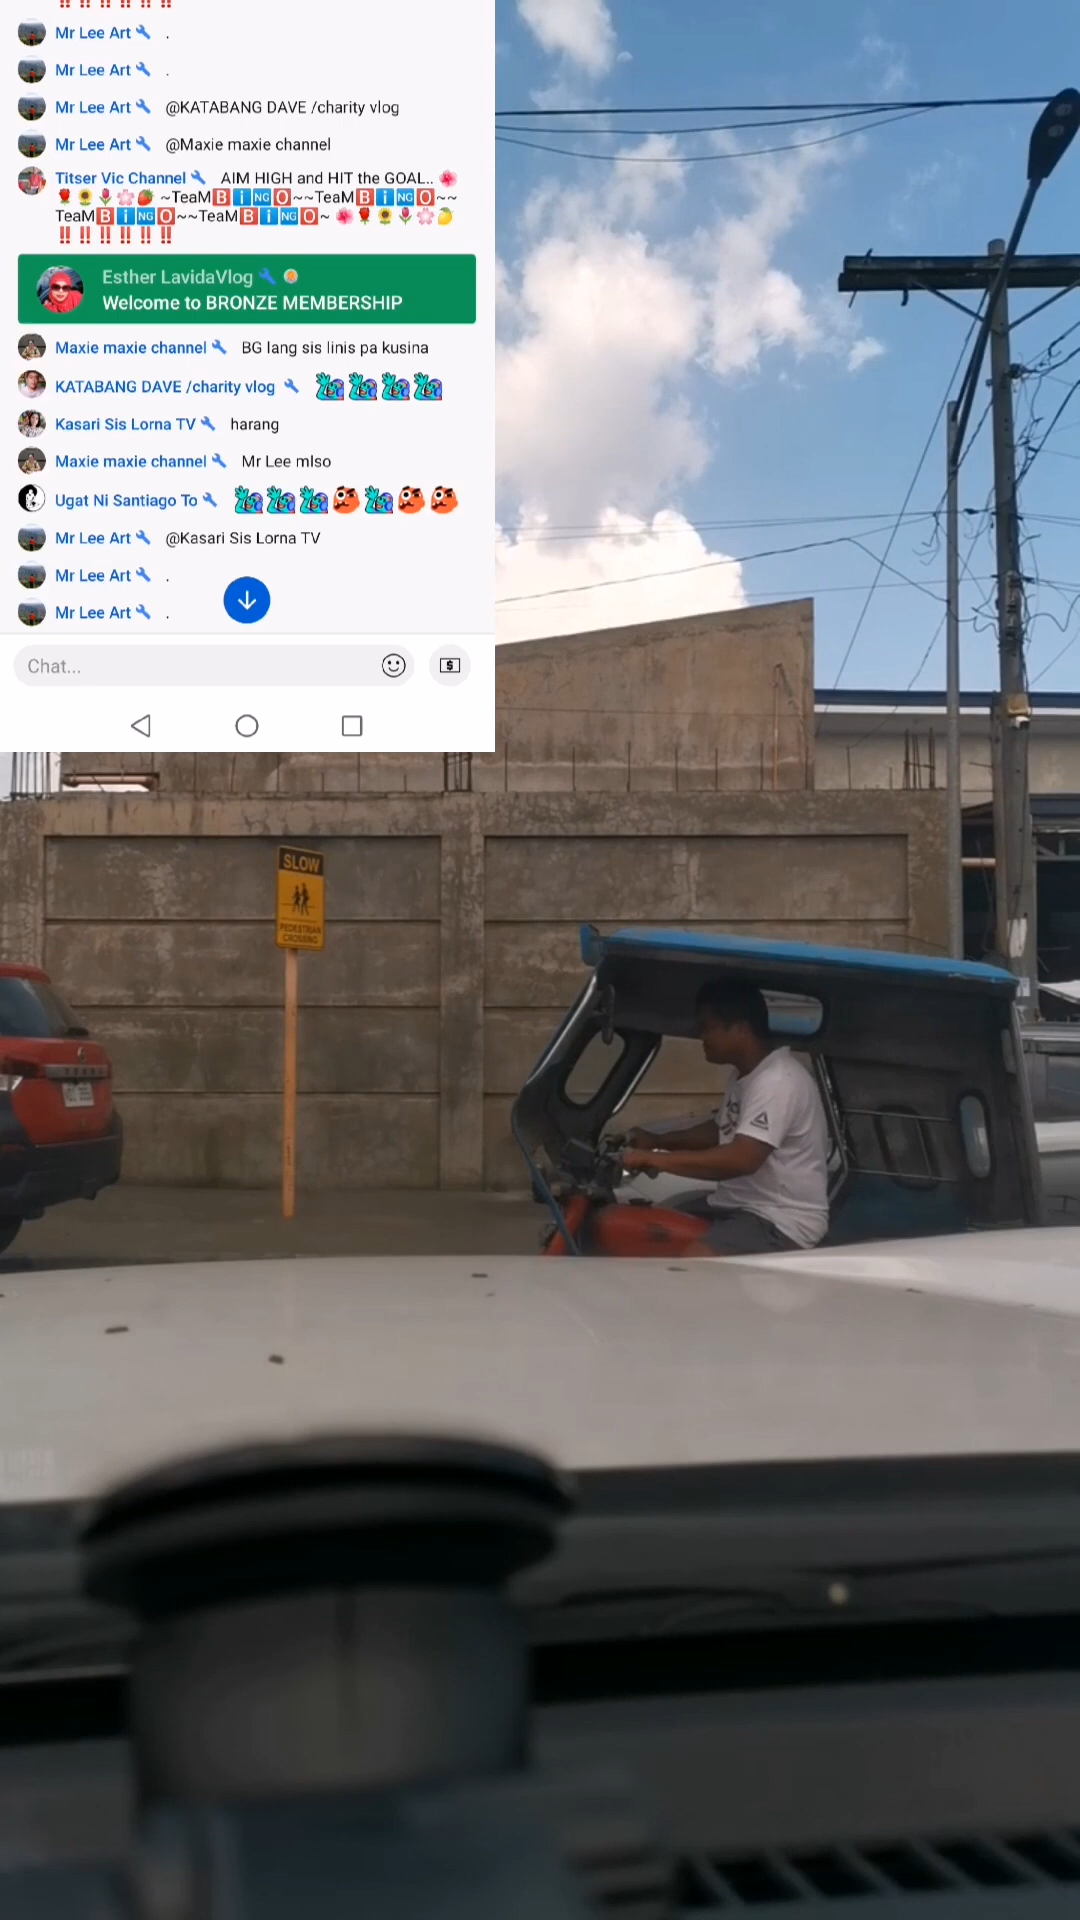 Mr Lee Art 🔧 .
Mr Lee Art 🔧 .
Mr Lee Art 🔧 @KATABANG DAVE /charity vlog
Mr Lee Art 🔧 @Maxie maxie channel
Titser Vic Channel 🔧 AIM HIGH and HIT the GOAL.. 🌺
🌹🌻🌷🌸🍓 ~TeaM🅱️ℹ️🆖🅾️~~TeaM🅱️ℹ️🆖🅾️~~
TeaM🅱️ℹ️🆖🅾️~~TeaM🅱️ℹ️🆖🅾️~ 🌺🌹🌻🌷🌸🍋
‼️‼️‼️‼️‼️‼️
Esther LavidaVlog 🔧
Welcome to BRONZE MEMBERSHIP
Maxie maxie channel 🔧 BG lang sis linis pa kusina
KATABANG DAVE /charity vlog 🔧
Kasari Sis Lorna TV 🔧 harang
Maxie maxie channel 🔧 Mr Lee mlso
Ugat Ni Santiago To 🔧
Mr Lee Art 🔧 @Kasari Sis Lorna TV
Mr Lee Art 🔧 .
Mr Lee Art 🔧 .
Chat...
SLOW
PEDESTRIAN
CROSSING